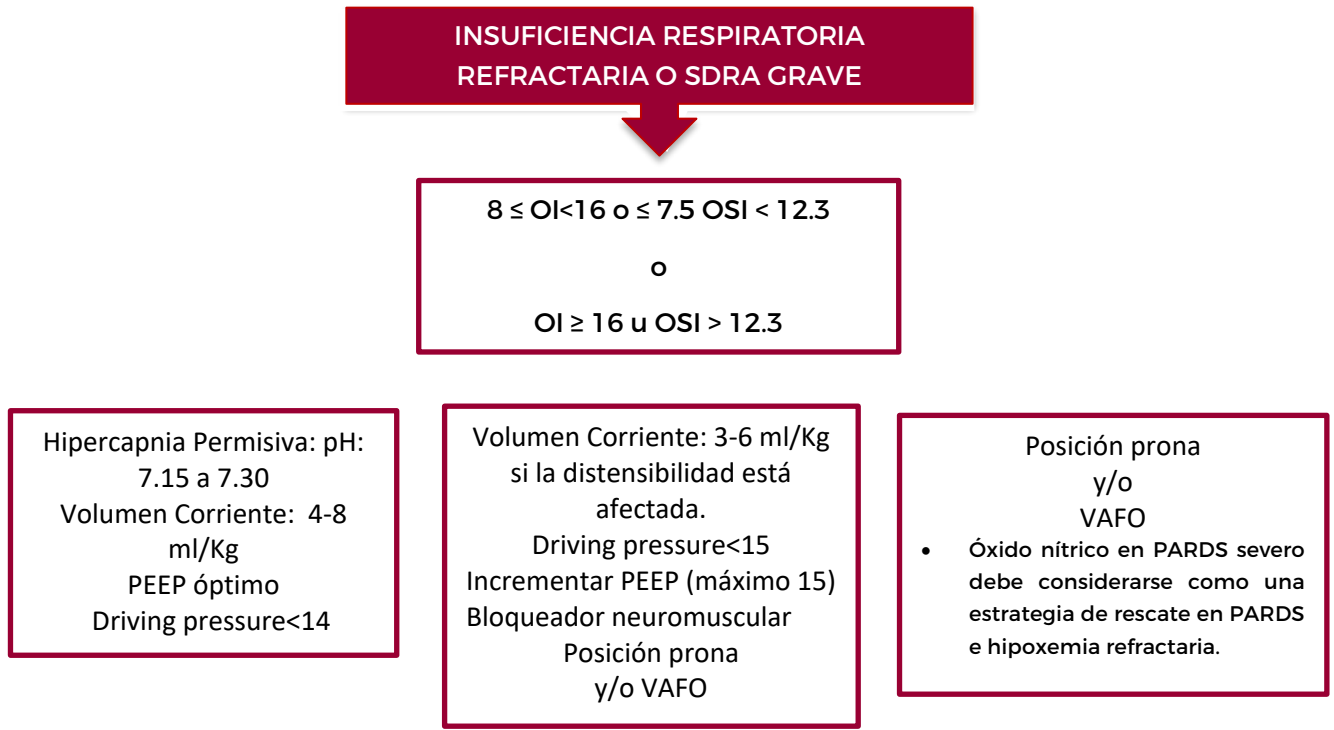 INSUFICIENCIA RESPIRATORIA
REFRACTARIA O SDRA GRAVE
8 ≤ OI<16 o ≤ 7.5 OSI < 12.3
o
OI ≥ 16 u OSI > 12.3
Hipercapnia Permisiva: pH:
7.15 a 7.30
Volumen Corriente: 4-8
ml/Kg
PEEP óptimo
Driving pressure<14
Volumen Corriente: 3-6 ml/Kg
si la distensibilidad está
afectada.
Driving pressure<15
Incrementar PEEP (máximo 15)
Bloqueador neuromuscular
Posición prona
y/o VAFO
Posición prona
y/o
VAFO
• Óxido nítrico en PARDS severo
debe considerarse como una
estrategia de rescate en PARDS
e hipoxemia refractaria.